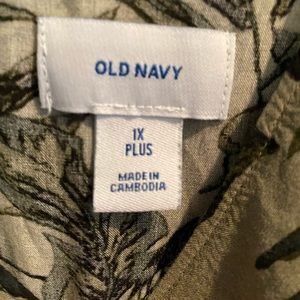 OLD NAVY
1X
PLUS
MADE IN
CAMBODIA